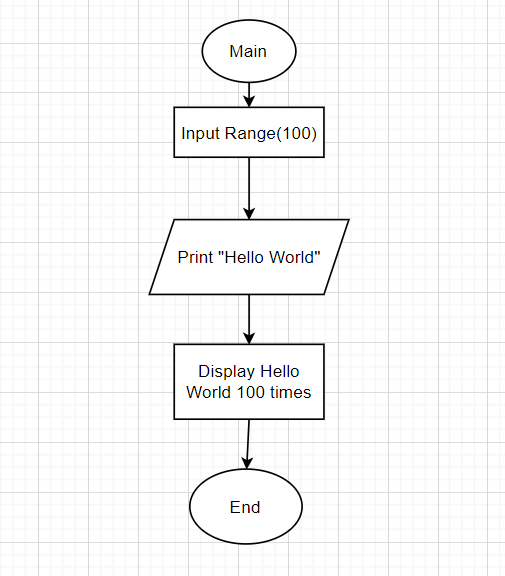 Main
Input Range(100)
Print "Hello World"
Display Hello
World 100 times
End